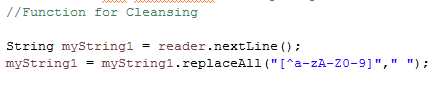 //Function for Cleansing
String myString1 = reader.nextLine();
myString1 = myString1.replaceAll("[^a-zA-Z0-9]"," ");